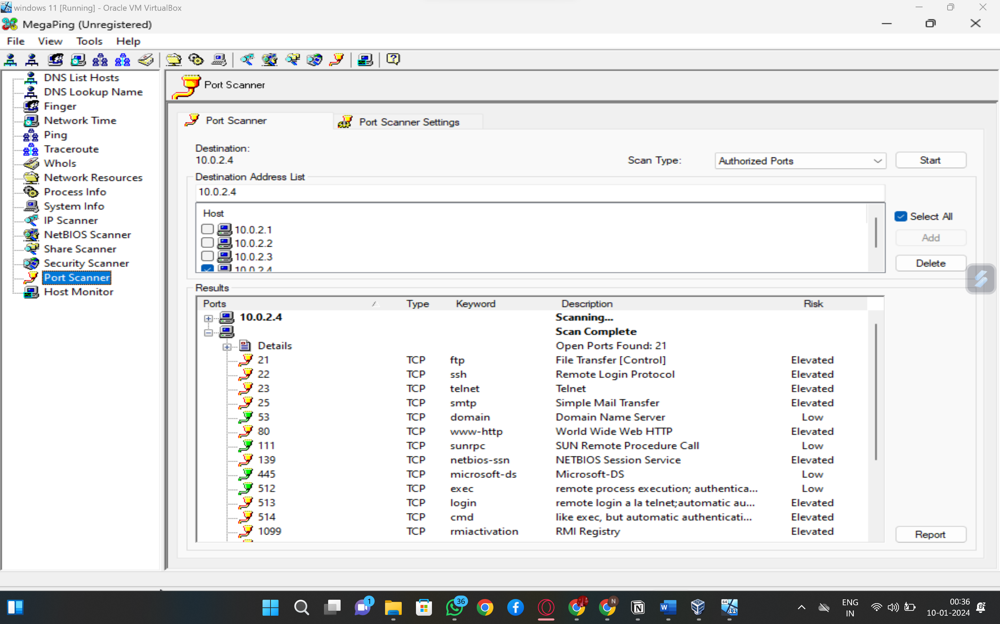 windows 11 [Running] - Oracle VM VirtualBox
MegaPing (Unregistered)
File View Tools Help
DNS List Hosts
DNS Lookup Name
Finger
Network Time
Ping
Traceroute
WhoIs
Network Resources
Process Info
System Info
IP Scanner
NetBIOS Scanner
Share Scanner
Security Scanner
Port Scanner
Host Monitor
Port Scanner
Port Scanner Port Scanner Settings
Destination:
10.0.2.4
Scan Type: Authorized Ports Start
Destination Address List
10.0.2.4
Host
10.0.2.1
10.0.2.2
10.0.2.3
10.0.2.4
Select All
Add
Delete
Results
Ports Type Keyword Description Risk
10.0.2.4 Scanning...
Scan Complete
Details Open Ports Found: 21
21 TCP ftp File Transfer [Control] Elevated
22 TCP ssh Remote Login Protocol Elevated
23 TCP telnet Telnet Elevated
25 TCP smtp Simple Mail Transfer Elevated
53 TCP domain Domain Name Server Low
80 TCP www-http World Wide Web HTTP Elevated
111 TCP sunrpc SUN Remote Procedure Call Low
139 TCP netbios-ssn NETBIOS Session Service Elevated
445 TCP microsoft-ds Microsoft-DS Low
512 TCP exec remote process execution; authentica... Low
513 TCP login remote login a la telnet;automatic au... Elevated
514 TCP cmd like exec, but automatic authenticati... Elevated
1099 TCP rmiactivation RMI Registry Elevated
Report
1
36
N
N
W
64
11
ENG
IN
00:36
10-01-2024